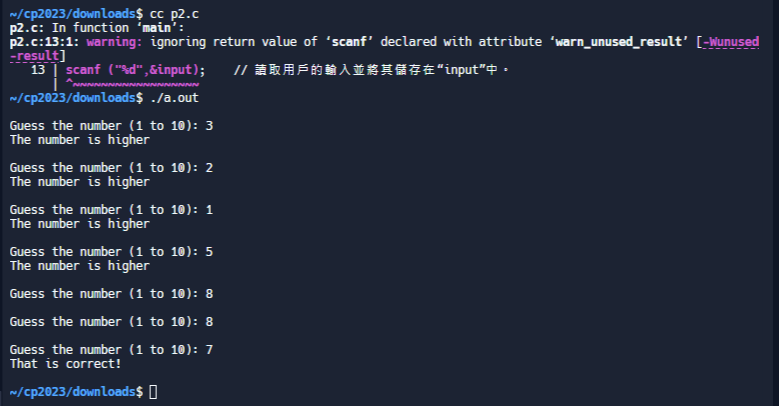 ~/cp2023/downloads$ cc p2.c
p2.c: In function ‘main’:
p2.c:13:1: warning: ignoring return value of ‘scanf’ declared with attribute ‘warn_unused_result’ [-Wunused
-result]
   13 | scanf ("%d",&input);    // 讀取用戶的輸入並將其儲存在“input”中。
      | ^~~~~~~~~~~~~~~~~~~
~/cp2023/downloads$ ./a.out
Guess the number (1 to 10): 3
The number is higher
Guess the number (1 to 10): 2
The number is higher
Guess the number (1 to 10): 1
The number is higher
Guess the number (1 to 10): 5
The number is higher
Guess the number (1 to 10): 8
Guess the number (1 to 10): 8
Guess the number (1 to 10): 7
That is correct!
~/cp2023/downloads$